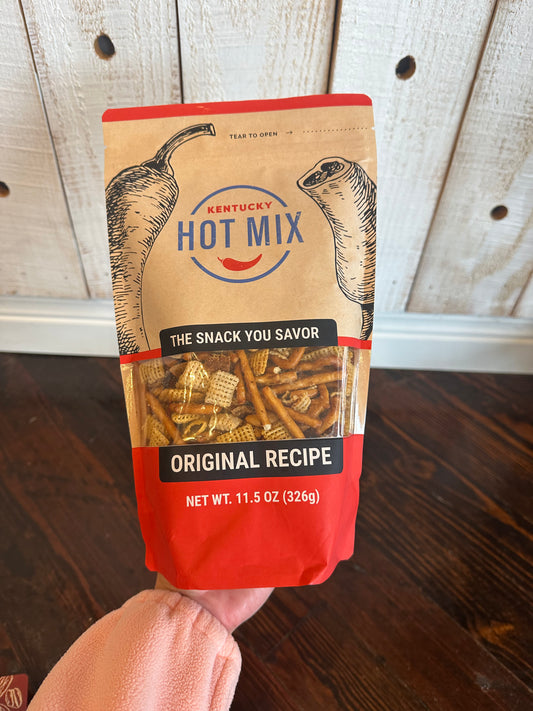 TEAR TO OPEN →
KENTUCKY
HOT MIX
THE SNACK YOU SAVOR
ORIGINAL RECIPE
NET WT. 11.5 OZ (326g)